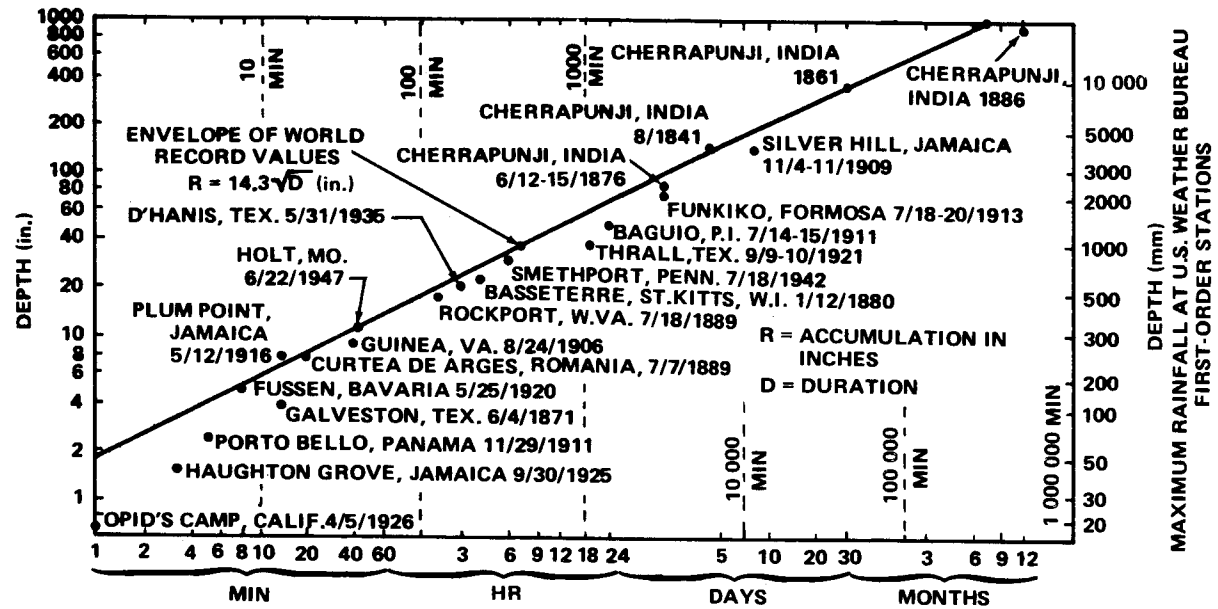 1000
800
600
400
200
100
80
60
40
20
10
8
6
4
2
1
DEPTH (in.)
10
MIN
100
MIN
1000
MIN
CHERRAPUNJI, INDIA
1861
CHERRAPUNJI,
INDIA 1886
CHERRAPUNJI, INDIA
8/1841
ENVELOPE OF WORLD
RECORD VALUES
R = 14.3√D (in.)
CHERRAPUNJI, INDIA
6/12-15/1876
SILVER HILL, JAMAICA
11/4-11/1909
D'HANIS, TEX. 5/31/1935
FUNKIKO, FORMOSA 7/18-20/1913
BAGUIO, P.I. 7/14-15/1911
THRALL, TEX. 9/9-10/1921
HOLT, MO.
6/22/1947
SMETHPORT, PENN. 7/18/1942
BASSETERRE, ST.KITTS, W.I. 1/12/1880
ROCKPORT, W.VA. 7/18/1889
PLUM POINT,
JAMAICA
5/12/1916
GUINEA, VA. 8/24/1906
CURTEA DE ARGES, ROMANIA, 7/7/1889
FUSSEN, BAVARIA 5/25/1920
GALVESTON, TEX. 6/4/1871
PORTO BELLO, PANAMA 11/29/1911
HAUGHTON GROVE, JAMAICA 9/30/1925
OPID'S CAMP, CALIF.4/5/1926
R = ACCUMULATION IN
INCHES
D = DURATION
10 000
MIN
100 000
MIN
1 000 000 MIN
10 000
5000
4000
3000
2000
1000
500
300
200
100
50
30
20
DEPTH (mm)
MAXIMUM RAINFALL AT U.S. WEATHER BUREAU
FIRST-ORDER STATIONS
1 2 4 6 8 10 20 40 60 3 6 9 12 18 24 5 10 20 30 3 6 9 12
MIN HR DAYS MONTHS